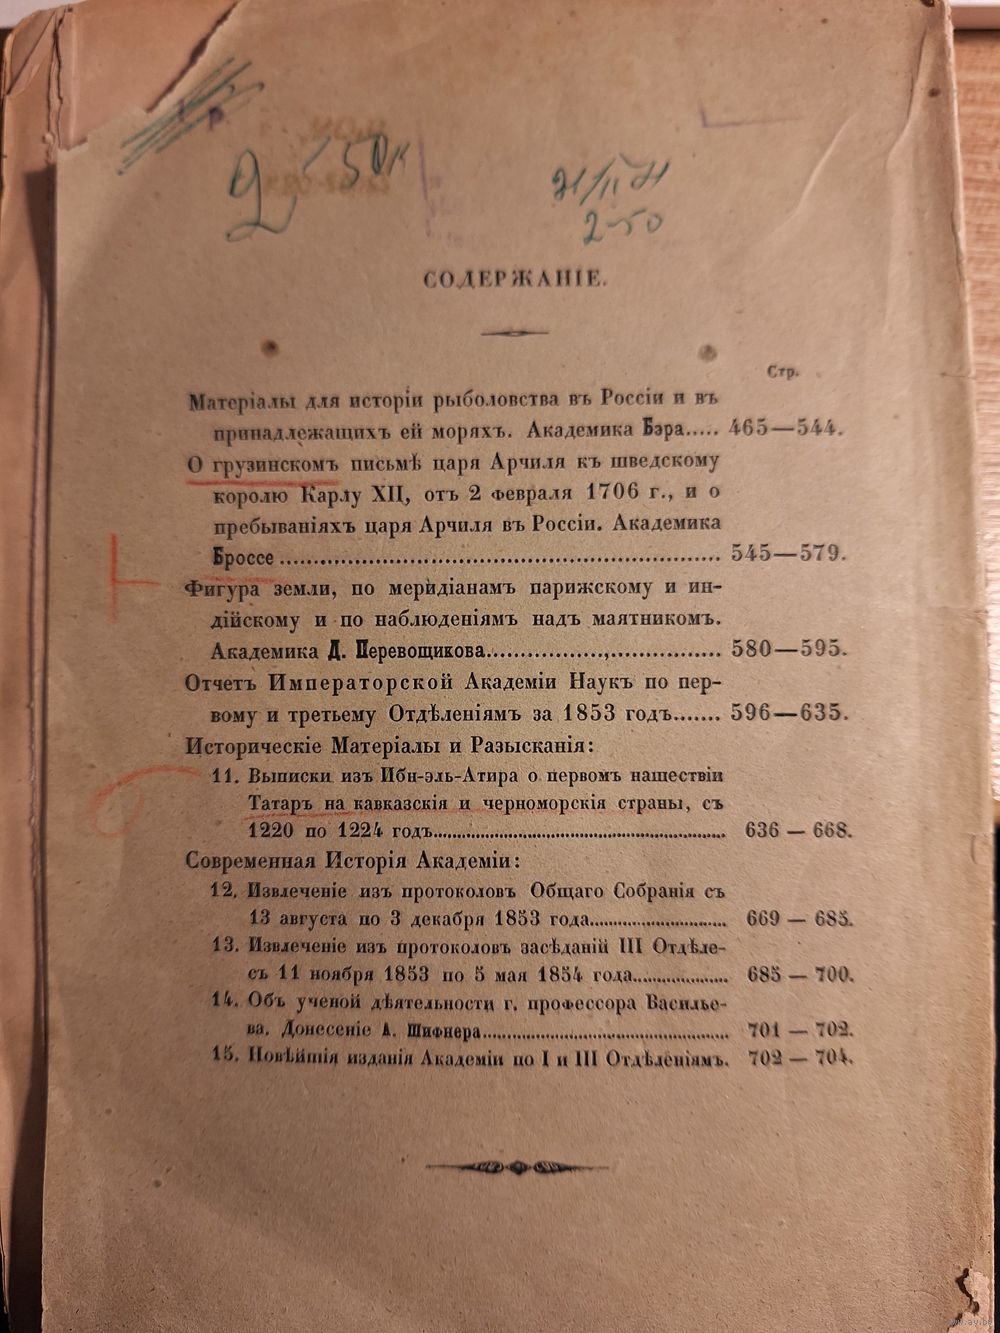 2 50к
2-50
СОДЕРЖАНІЕ.
Стр.
Матеріалы для исторіи рыболовства въ Россіи и въ
принадлежащихъ ей моряхъ. Академика Бэра..... 465—544.
О грузинскомъ письмѣ царя Арчиля къ шведскому
королю Карлу XII, отъ 2 февраля 1706 г., и о
пребываніяхъ царя Арчиля въ Россіи. Академика
Броссе ............................................................ 545—579.
Фигура земли, по меридіанамъ парижскому и ин-
дійскому и по наблюденіямъ надъ маятникомъ.
Академика Д. Перевощикова................................. 580—595.
Отчетъ Императорской Академіи Наукъ по пер-
вому и третьему Отдѣленіямъ за 1853 годъ....... 596—635.
Историческіе Матеріалы и Разысканія:
11. Выписки изъ Ибн-эль-Атира о первомъ нашествіи
Татаръ на кавказскія и черноморскія страны, съ
1220 по 1224 годъ................................................ 636 — 668.
Современная Исторія Академіи:
12. Извлеченіе изъ протоколовъ Общаго Собранія съ
13 августа по 3 декабря 1853 года........................... 669 — 685.
13. Извлеченіе изъ протоколовъ засѣданій III Отдѣле-
съ 11 ноября 1853 по 5 мая 1854 года................... 685 — 700.
14. Объ ученой дѣятельности г. профессора Василье-
ва. Донесеніе А. Шифнера................................................ 701 — 702.
15. Новѣйшія изданія Академіи по I и III Отдѣленіямъ. 702 — 704.